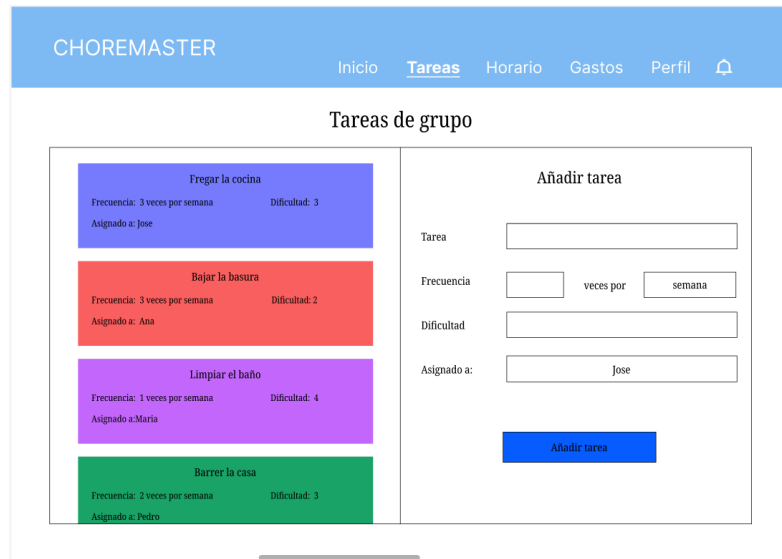 CHOREMASTER
Inicio Tareas Horario Gastos Perfil
Tareas de grupo
Fregar la cocina
Frecuencia: 3 veces por semana Dificultad: 3
Asignado a: Jose
Bajar la basura
Frecuencia: 3 veces por semana Dificultad: 2
Asignado a: Ana
Limpiar el baño
Frecuencia: 1 veces por semana Dificultad: 4
Asignado a:Maria
Barrer la casa
Frecuencia: 2 veces por semana Dificultad: 3
Asignado a: Pedro
Añadir tarea
Tarea
Frecuencia veces por semana
Dificultad
Asignado a: Jose
Añadir tarea